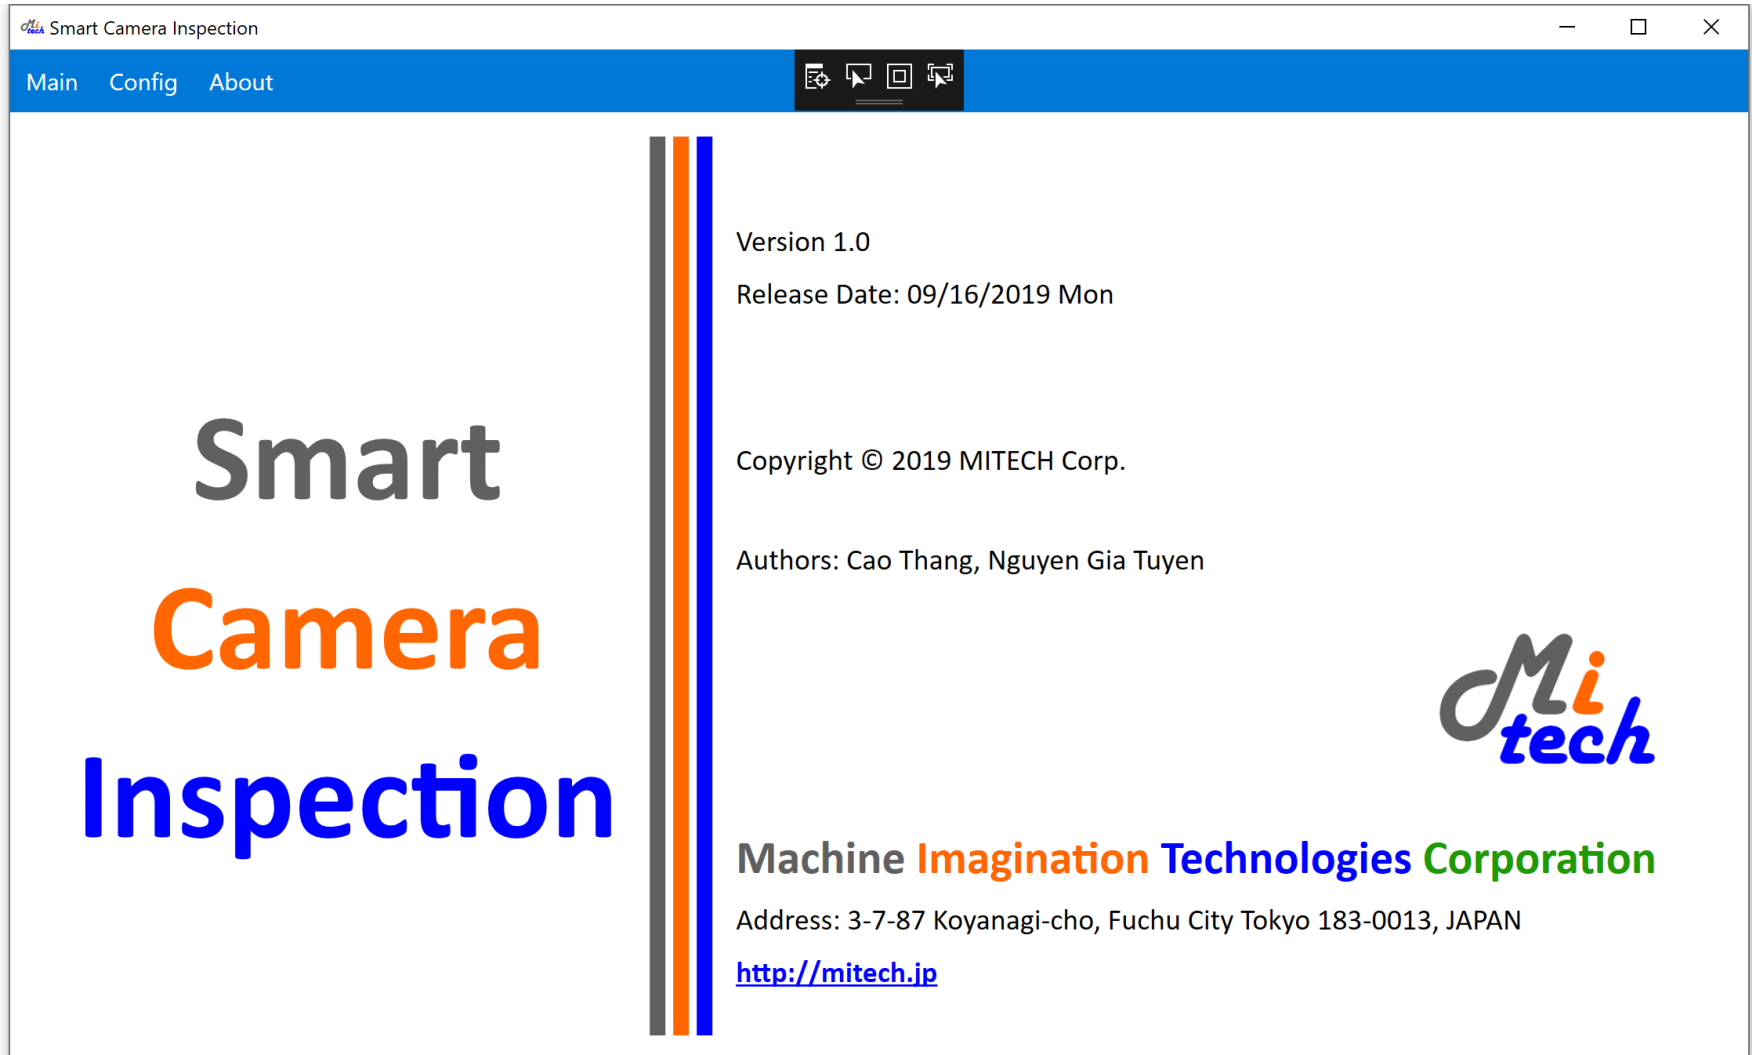 Mi
tech
Smart Camera Inspection
Main Config About
Smart
Camera
Inspection
Version 1.0
Release Date: 09/16/2019 Mon
Copyright © 2019 MITECH Corp.
Authors: Cao Thang, Nguyen Gia Tuyen
Mi
tech
Machine Imagination Technologies Corporation
Address: 3-7-87 Koyanagi-cho, Fuchu City Tokyo 183-0013, JAPAN
http://mitech.jp